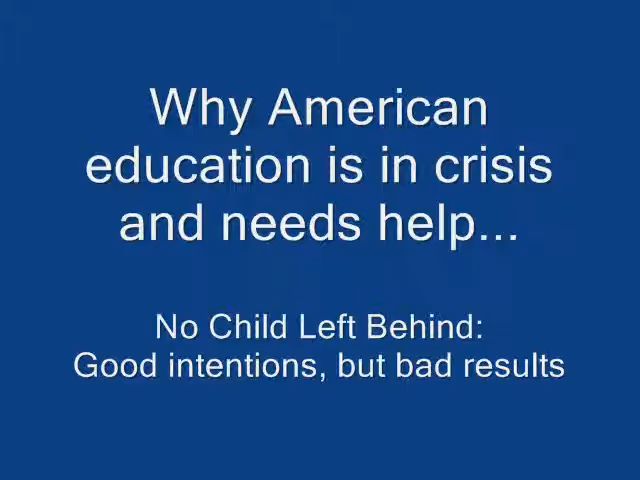 Why American
education is in crisis
and needs help...
No Child Left Behind:
Good intentions, but bad results